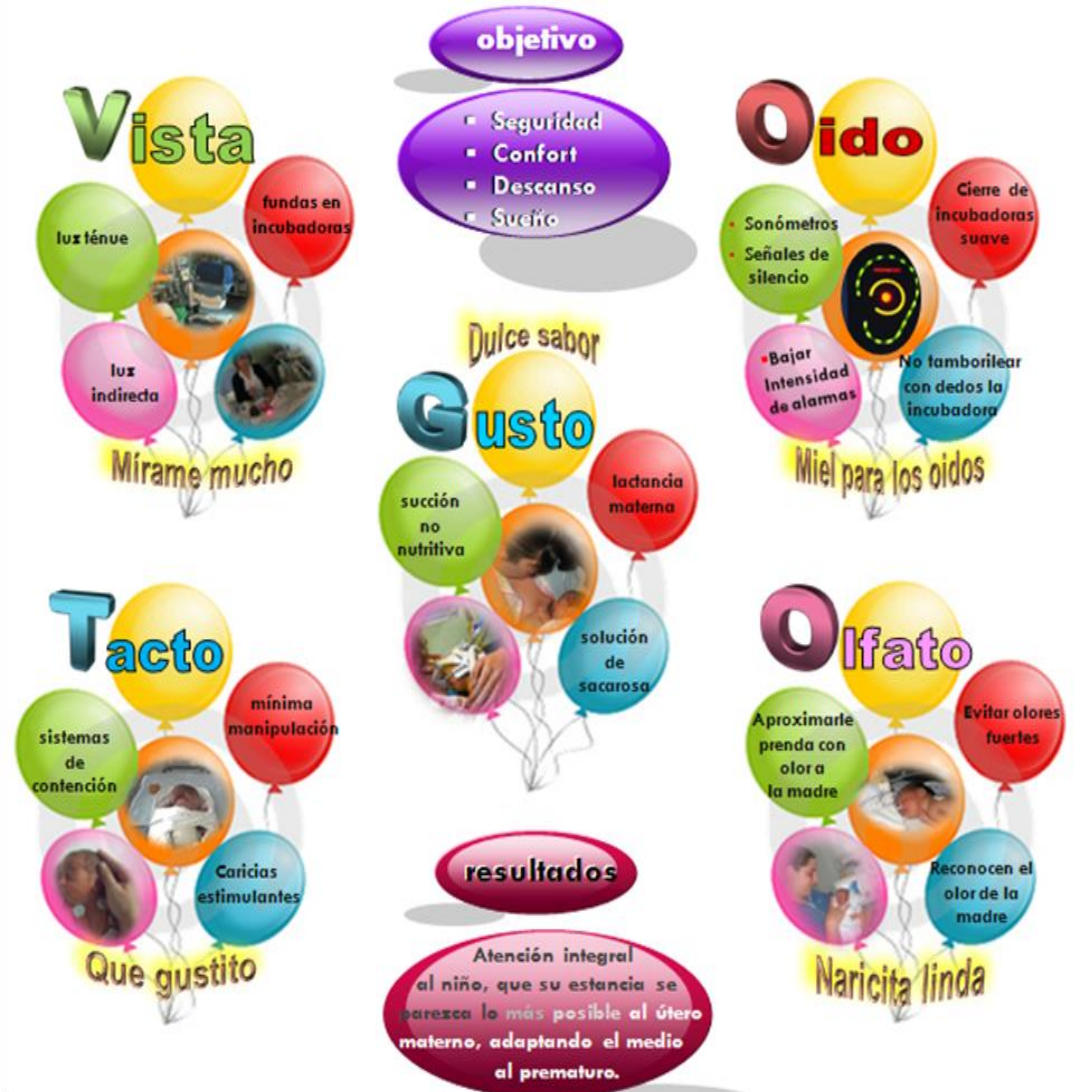 objetivo
▪ Seguridad
▪ Confort
▪ Descanso
▪ Sueño
Vista
luz ténue
fundas en
incubadoras
luz
indirecta
Mírame mucho
Oido
• Sonómetros
• Señales de
silencio
Cierre de
incubadoras
suave
▪Bajar
Intensidad
de alarmas
No tamborilear
con dedos la
incubadora
Miel para los oidos
Dulce sabor
Gusto
succión
no
nutritiva
lactancia
materna
solución
de
sacarosa
Tacto
sistemas
de
contención
mínima
manipulación
Caricias
estimulantes
Que gustito
Olfato
Aproximarle
prenda con
olor a
la madre
Evitar olores
fuertes
Reconocen el
olor de la
madre
Naricita linda
resultados
Atención integral
al niño, que su estancia se
parezca lo más posible al útero
materno, adaptando el medio
al prematuro.